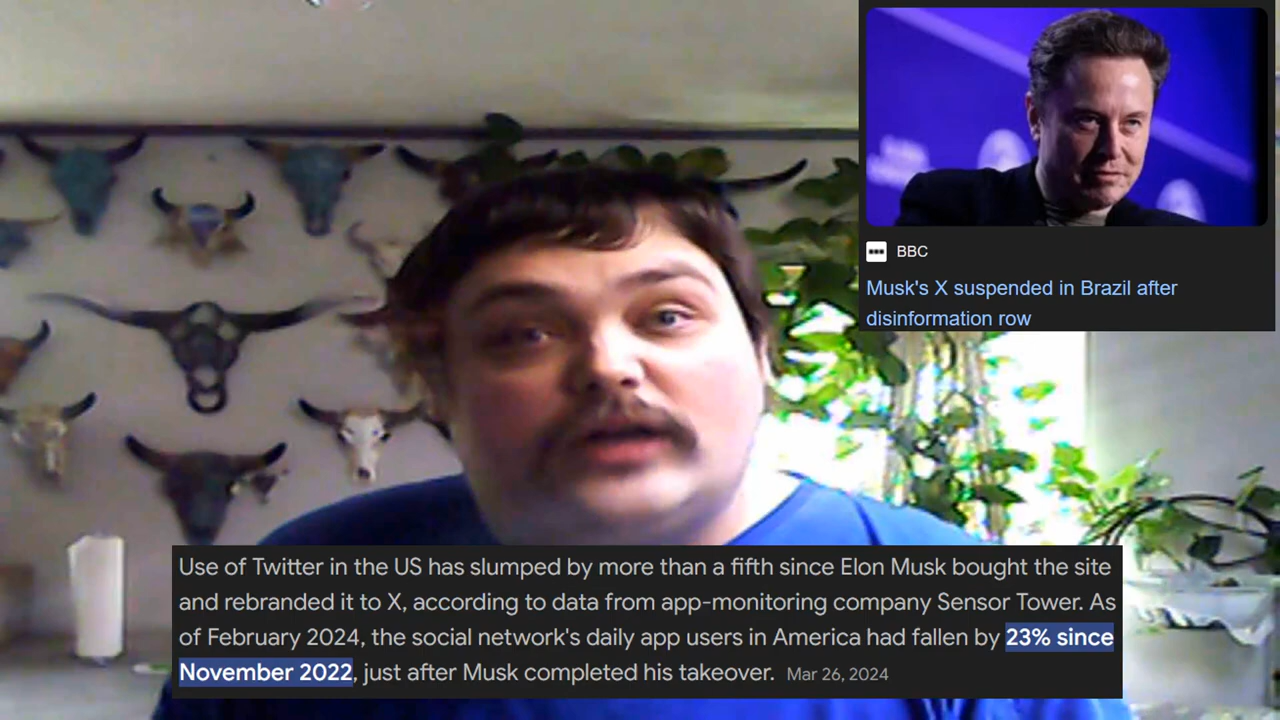 BBC
Musk's X suspended in Brazil after
disinformation row
Use of Twitter in the US has slumped by more than a fifth since Elon Musk bought the site
and rebranded it to X, according to data from app-monitoring company Sensor Tower. As
of February 2024, the social network's daily app users in America had fallen by 23% since
November 2022, just after Musk completed his takeover. Mar 26, 2024